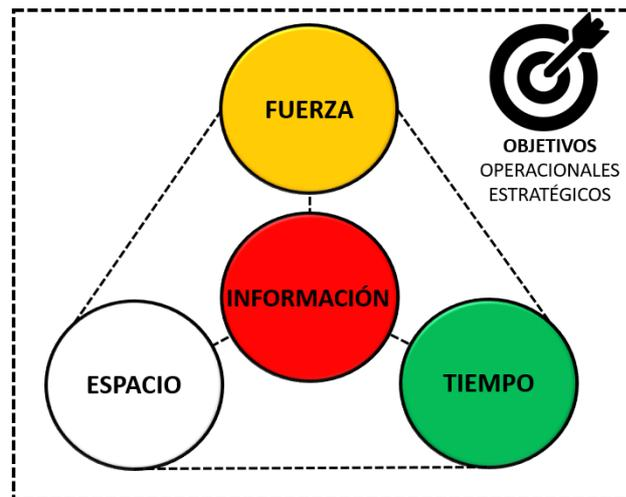 FUERZA
OBJETIVOS
OPERACIONALES
ESTRATÉGICOS
INFORMACIÓN
ESPACIO
TIEMPO